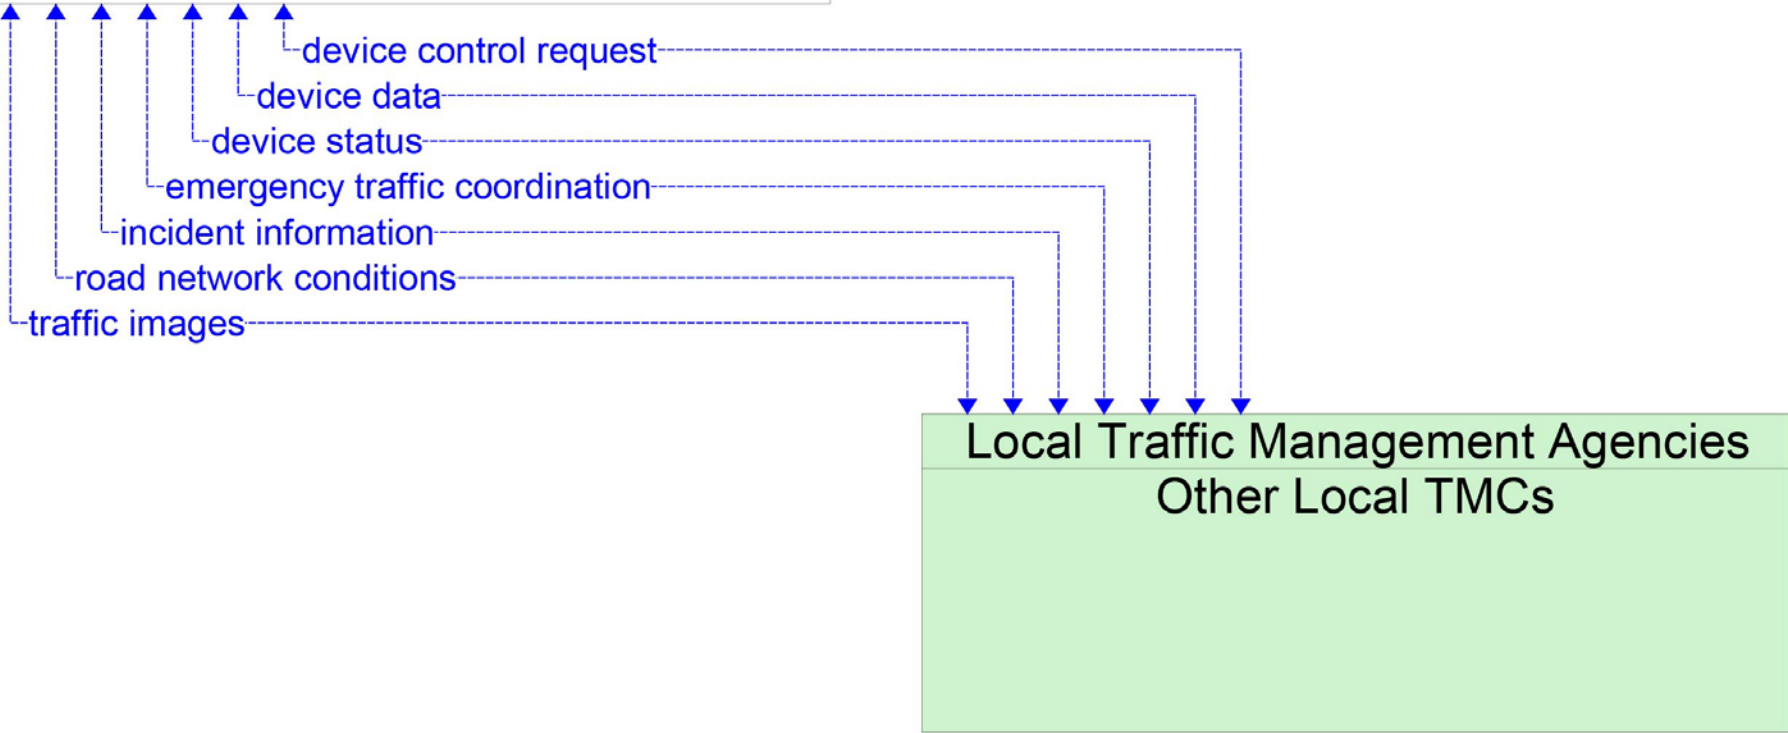 device control request
device data
device status
emergency traffic coordination
incident information
road network conditions
traffic images
Local Traffic Management Agencies
Other Local TMCs